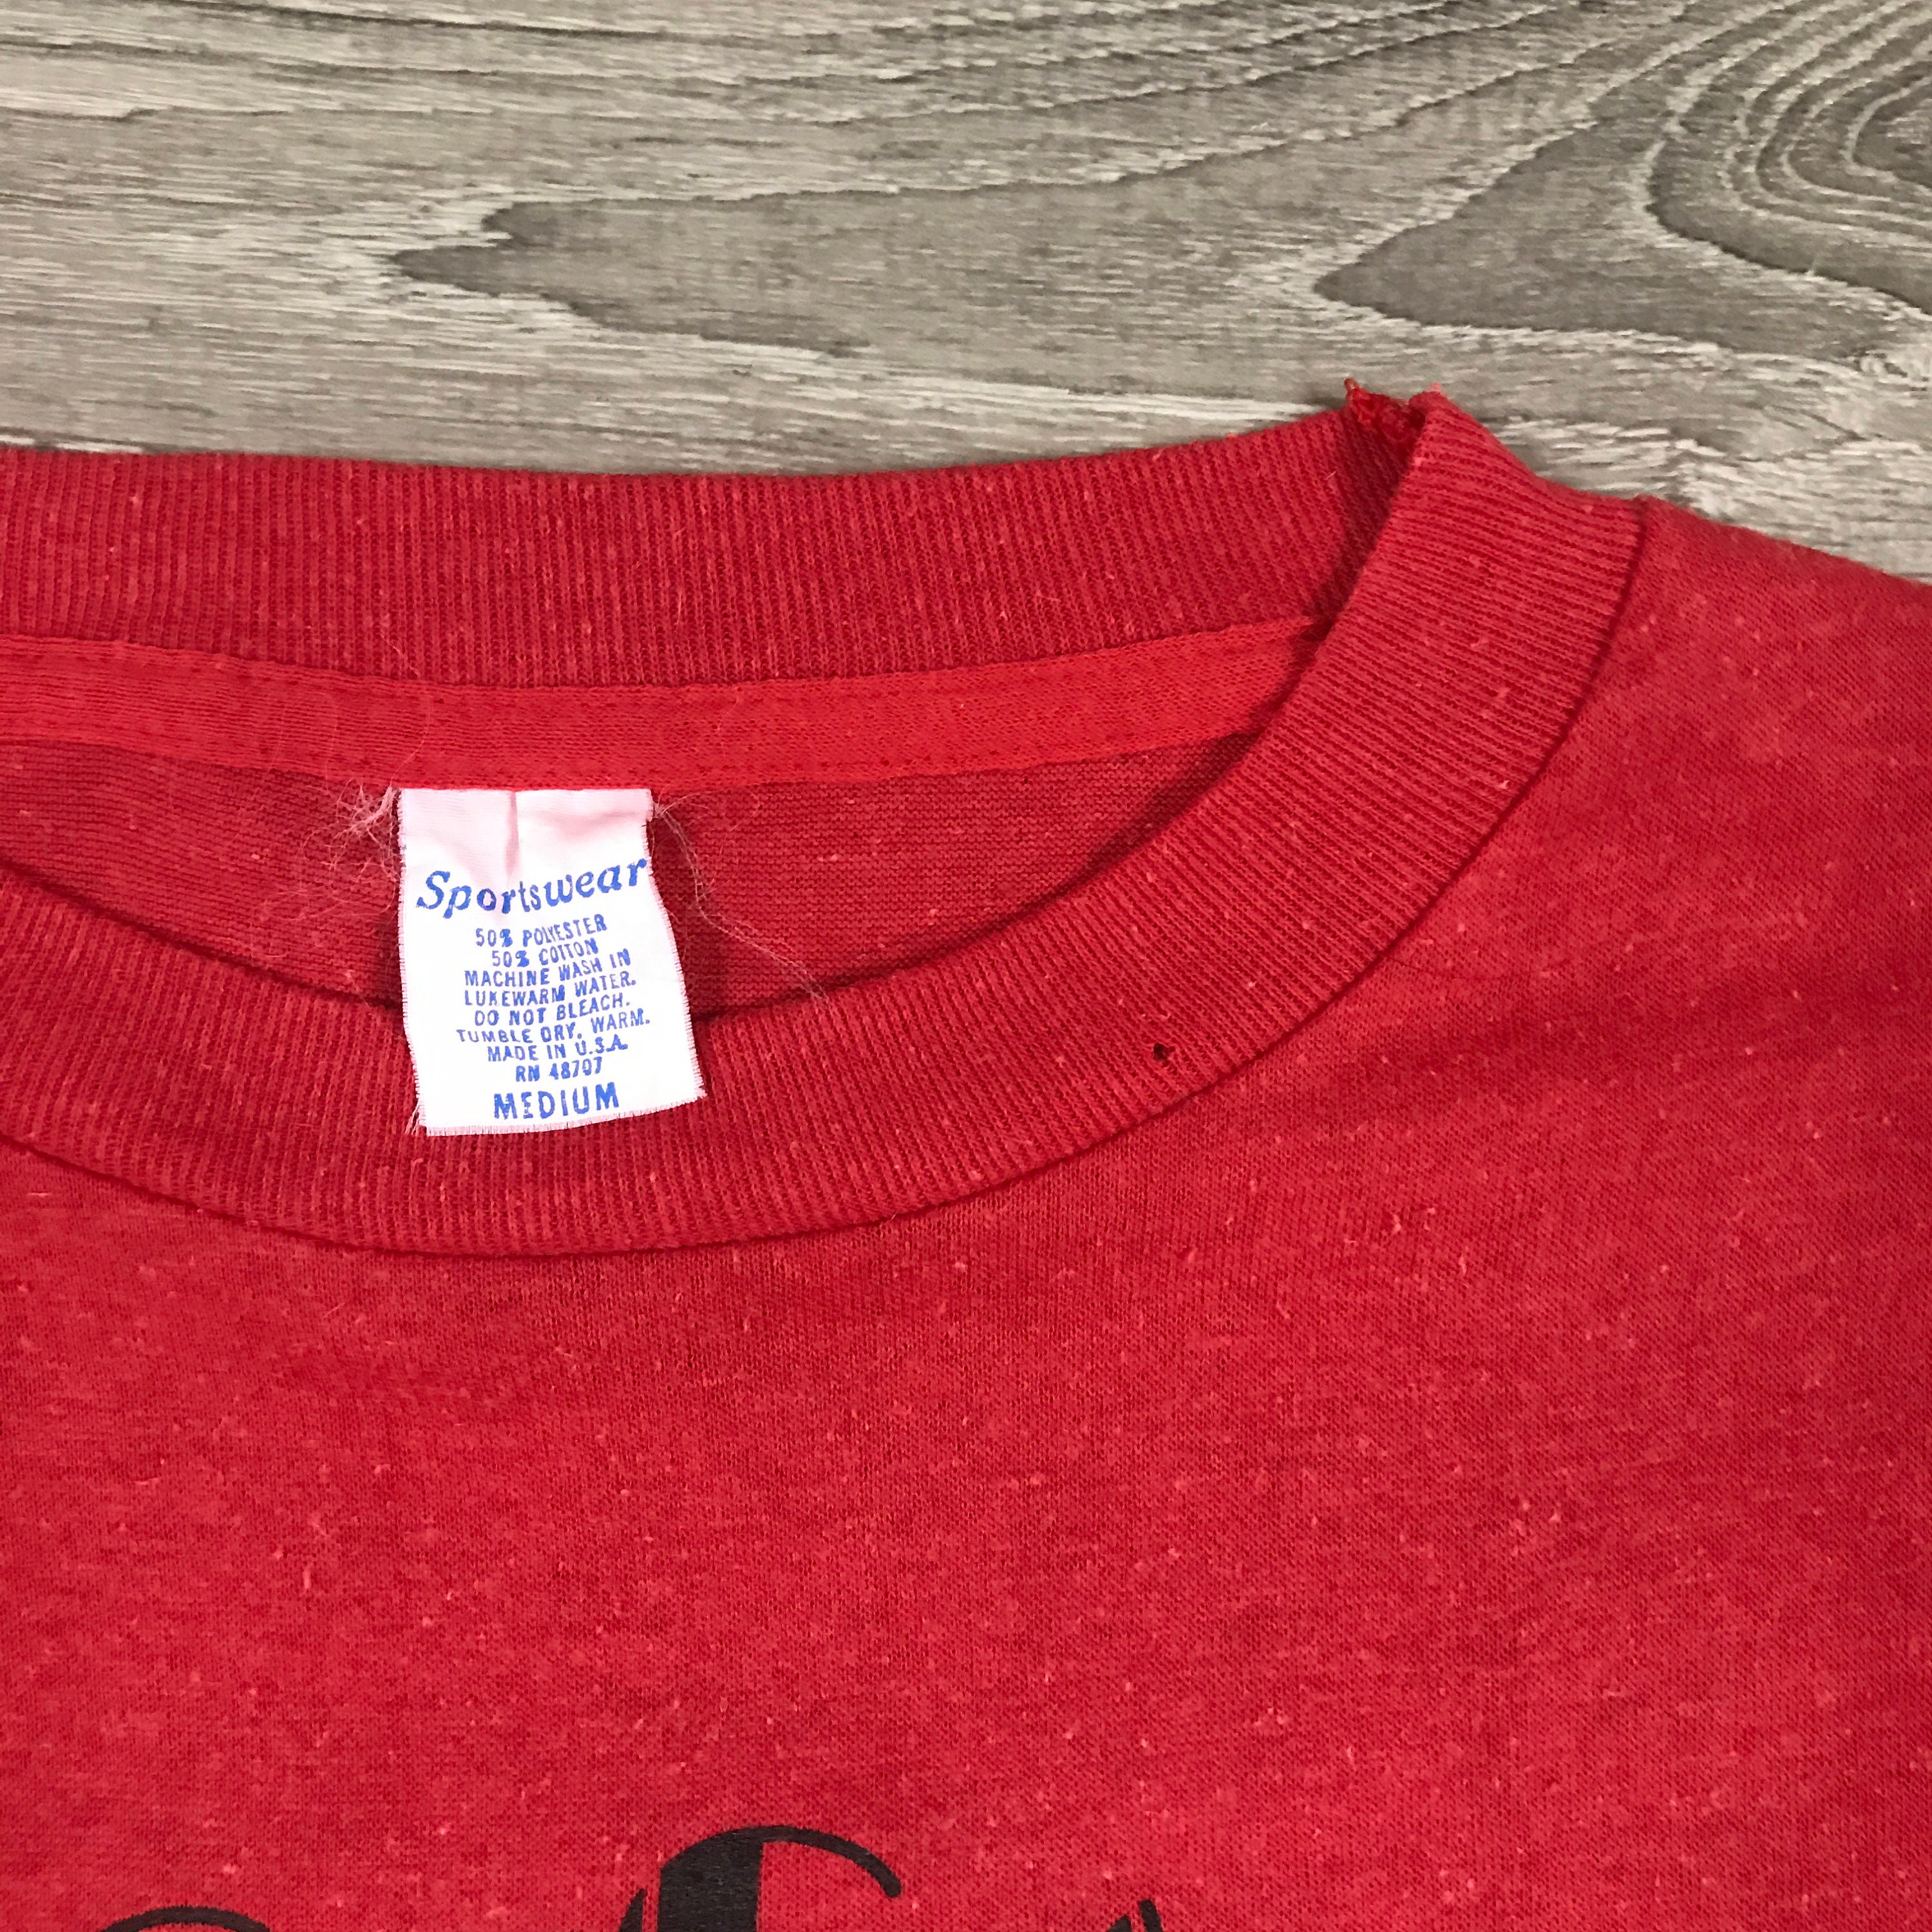 Sportswear
50% POLYESTER
50% COTTON
MACHINE WASH IN
LUKEWARM WATER.
DO NOT BLEACH.
TUMBLE DRY, WARM.
MADE IN U.S.A.
RN 48707
MEDIUM